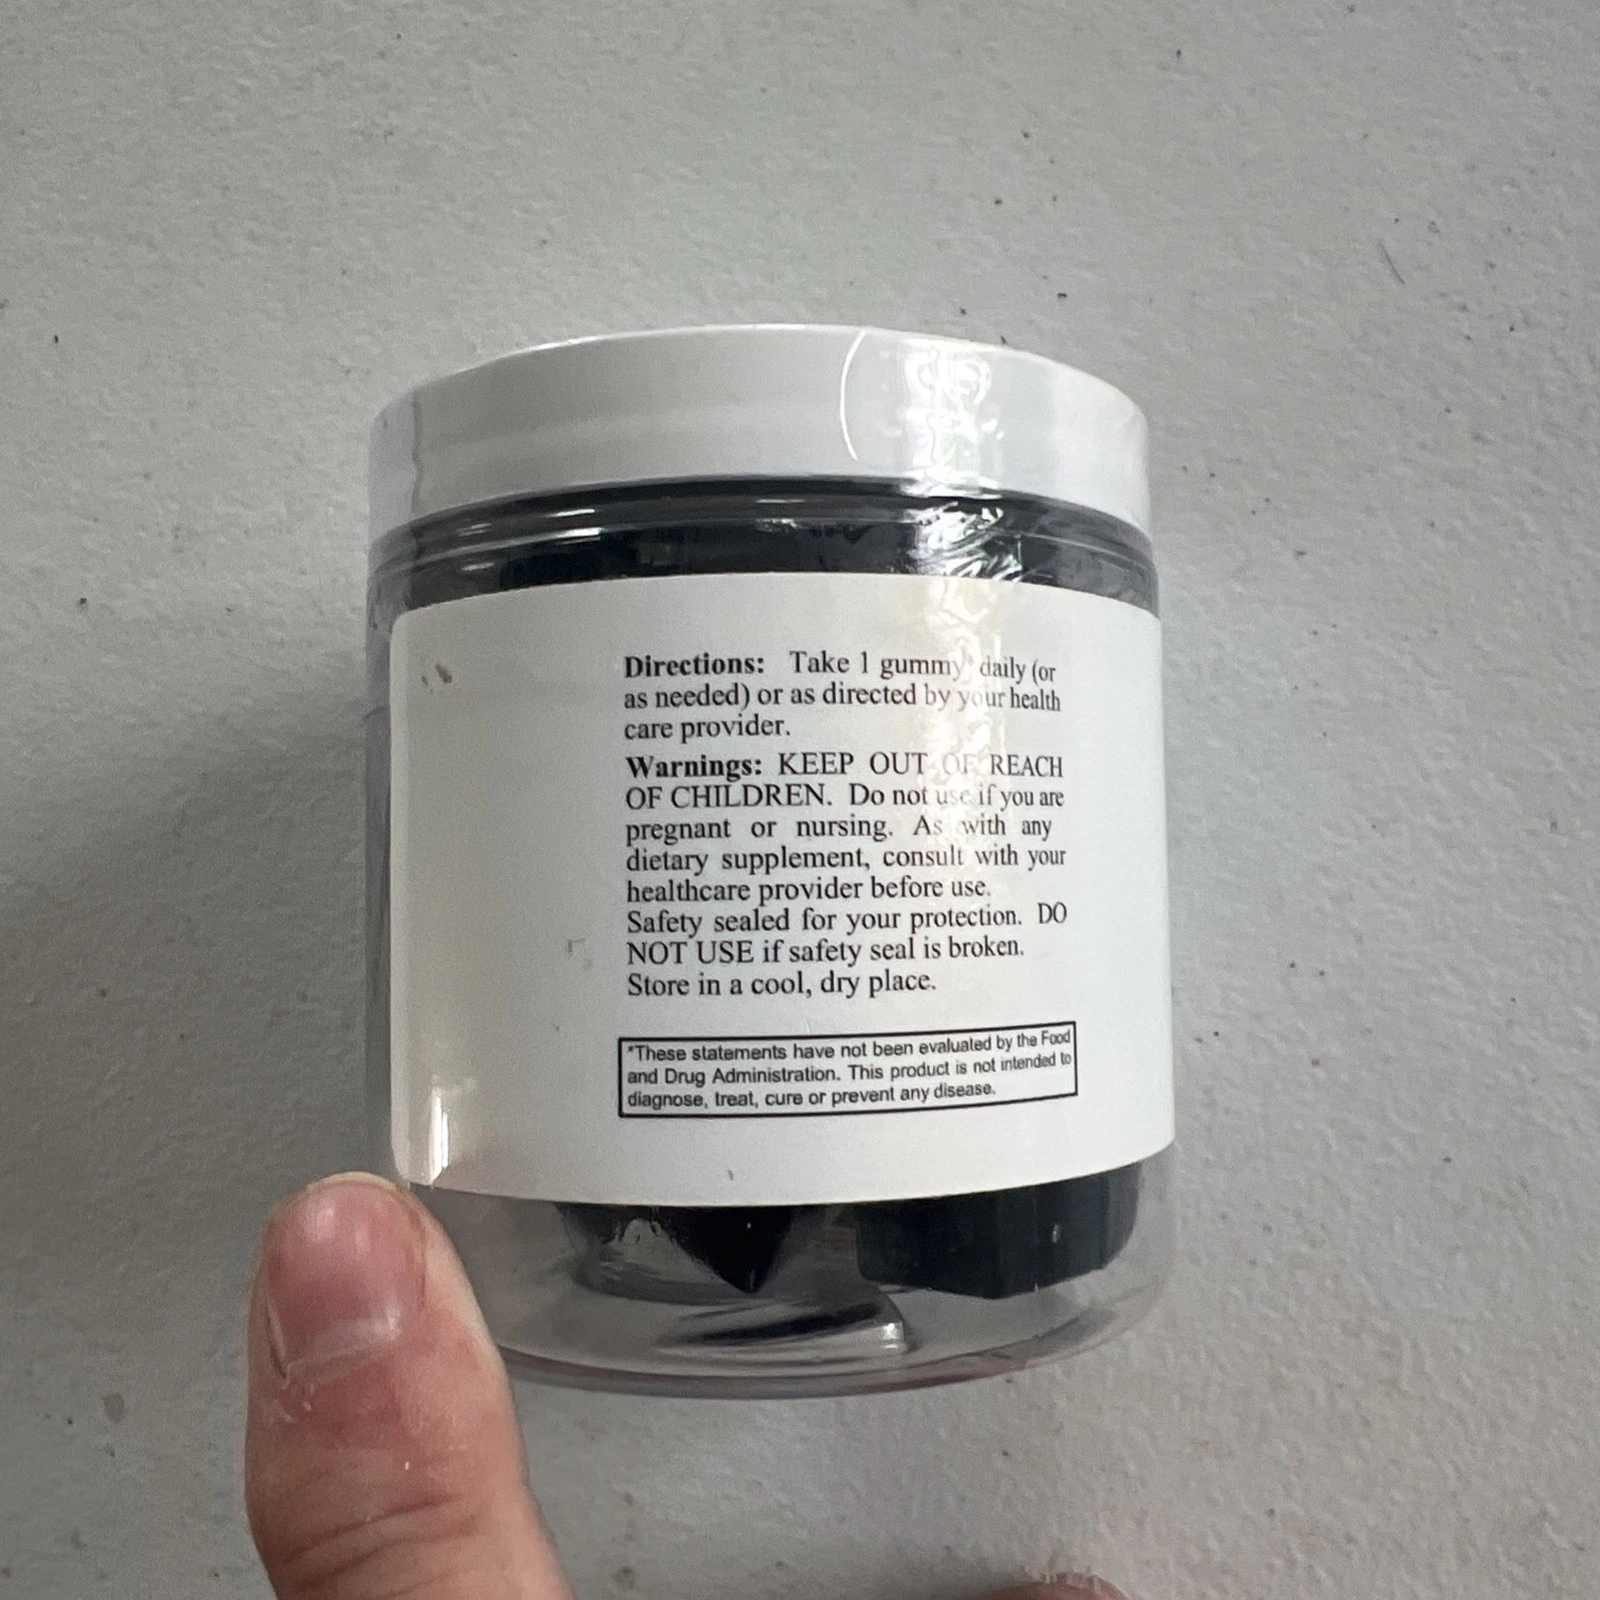 Directions: Take 1 gummy daily (or
as needed) or as directed by your health
care provider.
Warnings: KEEP OUT OF REACH
OF CHILDREN. Do not use if you are
pregnant or nursing. As with any
dietary supplement, consult with your
healthcare provider before use.
Safety sealed for your protection. DO
NOT USE if safety seal is broken.
Store in a cool, dry place.
*These statements have not been evaluated by the Food
and Drug Administration. This product is not intended to
diagnose, treat, cure or prevent any disease.